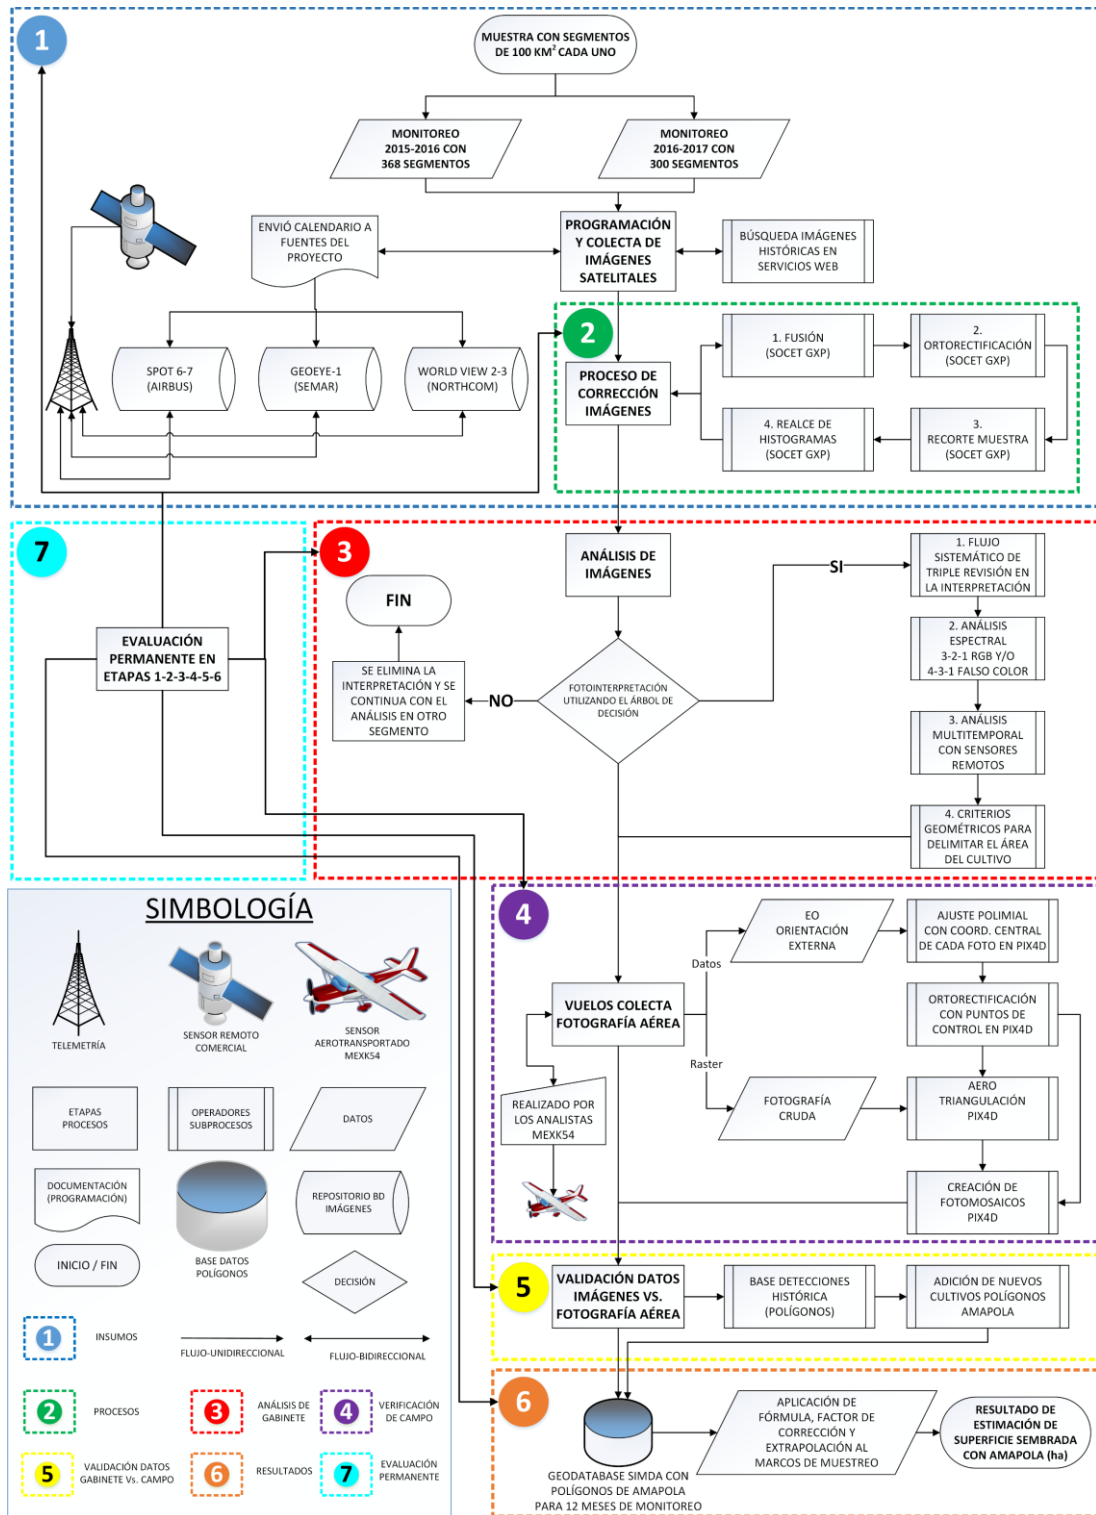 1
MUESTRA CON SEGMENTOS
DE 100 KM² CADA UNO
MONITOREO
2015-2016 CON
368 SEGMENTOS
MONITOREO
2016-2017 CON
300 SEGMENTOS
ENVIÓ CALENDARIO A
FUENTES DEL
PROYECTO
PROGRAMACIÓN
Y COLECTA DE
IMÁGENES
SATELITALES
BÚSQUEDA IMÁGENES
HISTÓRICAS EN
SERVICIOS WEB
SPOT 6-7
(AIRBUS)
GEOEYE-1
(SEMAR)
WORLD VIEW 2-3
(NORTHCOM)
2
PROCESO DE
CORRECCIÓN
IMÁGENES
1. FUSIÓN
(SOCET GXP)
2.
ORTORECTIFICACIÓN
(SOCET GXP)
4. REALCE DE
HISTOGRAMAS
(SOCET GXP)
3.
RECORTE MUESTRA
(SOCET GXP)
7
EVALUACIÓN
PERMANENTE EN
ETAPAS 1-2-3-4-5-6
3
ANÁLISIS DE
IMÁGENES
FIN
SE ELIMINA LA
INTERPRETACIÓN Y SE
CONTINUA CON EL
ANÁLISIS EN OTRO
SEGMENTO
NO
FOTOINTERPRETACIÓN
UTILIZANDO EL ÁRBOL DE
DECISIÓN
SI
1. FLUJO
SISTEMÁTICO DE
TRIPLE REVISIÓN EN
LA INTERPRETACIÓN
2. ANÁLISIS
ESPECTRAL
3-2-1 RGB Y/O
4-3-1 FALSO COLOR
3. ANÁLISIS
MULTITEMPORAL
CON SENSORES
REMOTOS
4. CRITERIOS
GEOMÉTRICOS PARA
DELIMITAR EL ÁREA
DEL CULTIVO
SIMBOLOGÍA
TELEMETRÍA
SENSOR REMOTO
COMERCIAL
SENSOR
AEROTRANSPORTADO
MEXK54
ETAPAS
PROCESOS
OPERADORES
SUBPROCESOS
DATOS
DOCUMENTACIÓN
(PROGRAMACIÓN)
BASE DATOS
POLÍGONOS
REPOSITORIO BD
IMÁGENES
INICIO / FIN
DECISIÓN
1
INSUMOS
FLUJO-UNIDIRECCIONAL
FLUJO-BIDIRECCIONAL
2
PROCESOS
3
ANÁLISIS DE
GABINETE
4
VERIFICACIÓN
DE CAMPO
5
VALIDACIÓN DATOS
GABINETE Vs. CAMPO
6
RESULTADOS
7
EVALUACIÓN
PERMANENTE
4
VUELOS COLECTA
FOTOGRAFÍA AÉREA
REALIZADO POR
LOS ANALISTAS
MEXK54
Datos
Raster
EO
ORIENTACIÓN
EXTERNA
FOTOGRAFÍA
CRUDA
AJUSTE POLIMIAL
CON COORD. CENTRAL
DE CADA FOTO EN PIX4D
ORTORECTIFICACIÓN
CON PUNTOS DE
CONTROL EN PIX4D
AERO
TRIANGULACIÓN
PIX4D
CREACIÓN DE
FOTOMOSAICOS
PIX4D
5
VALIDACIÓN DATOS
IMÁGENES VS.
FOTOGRAFÍA AÉREA
BASE DETECCIONES
HISTÓRICA
(POLÍGONOS)
ADICIÓN DE NUEVOS
CULTIVOS POLÍGONOS
AMAPOLA
6
GEODATABASE SIMDA CON
POLÍGONOS DE AMAPOLA
PARA 12 MESES DE MONITOREO
APLICACIÓN DE
FÓRMULA, FACTOR DE
CORRECCIÓN Y
EXTRAPOLACIÓN AL
MARCOS DE MUESTREO
RESULTADO DE
ESTIMACIÓN DE
SUPERFICIE SEMBRADA
CON AMAPOLA (ha)